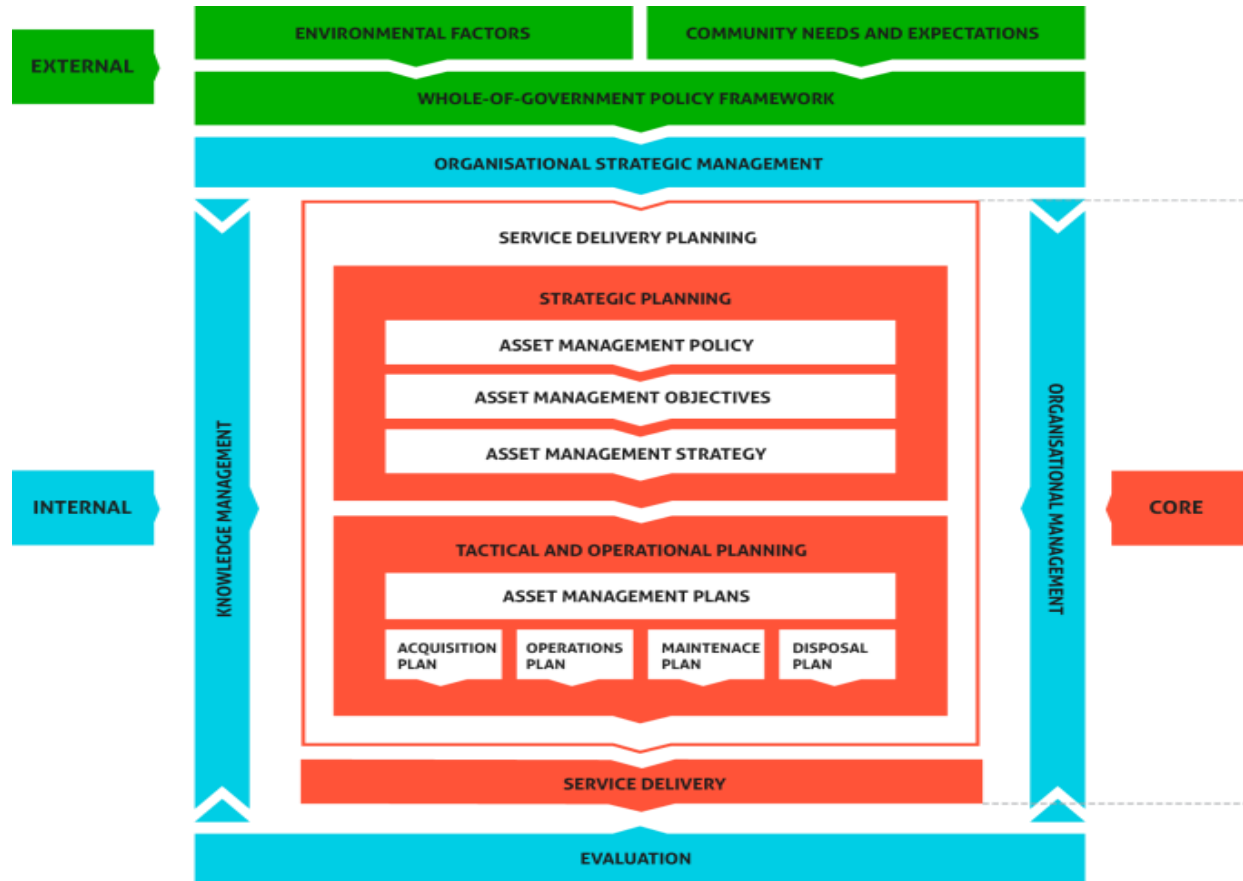 ENVIRONMENTAL FACTORS
COMMUNITY NEEDS AND EXPECTATIONS
EXTERNAL
WHOLE-OF-GOVERNMENT POLICY FRAMEWORK
ORGANISATIONAL STRATEGIC MANAGEMENT
SERVICE DELIVERY PLANNING
STRATEGIC PLANNING
ASSET MANAGEMENT POLICY
ASSET MANAGEMENT OBJECTIVES
ASSET MANAGEMENT STRATEGY
INTERNAL
KNOWLEDGE MANAGEMENT
ORGANISATIONAL MANAGEMENT
CORE
TACTICAL AND OPERATIONAL PLANNING
ASSET MANAGEMENT PLANS
ACQUISITION
PLAN
OPERATIONS
PLAN
MAINTENACE
PLAN
DISPOSAL
PLAN
SERVICE DELIVERY
EVALUATION